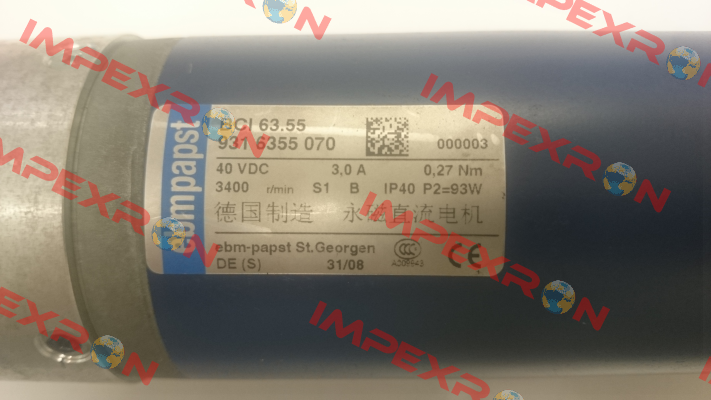 ebmpapst
BCI 63.55
931 6355 070
000003
40 VDC 3,0 A 0,27 Nm
3400 r/min S1 B IP40 P2=93W
德国制造 永磁直流电机
ebm-papst St.Georgen
DE (S) 31/08
CCC
CE
IMPEXRON
IMPEXRON
IMPEXRON
IMPEXRON
IMPEXRON
IMPEXRON
IMPEXRON